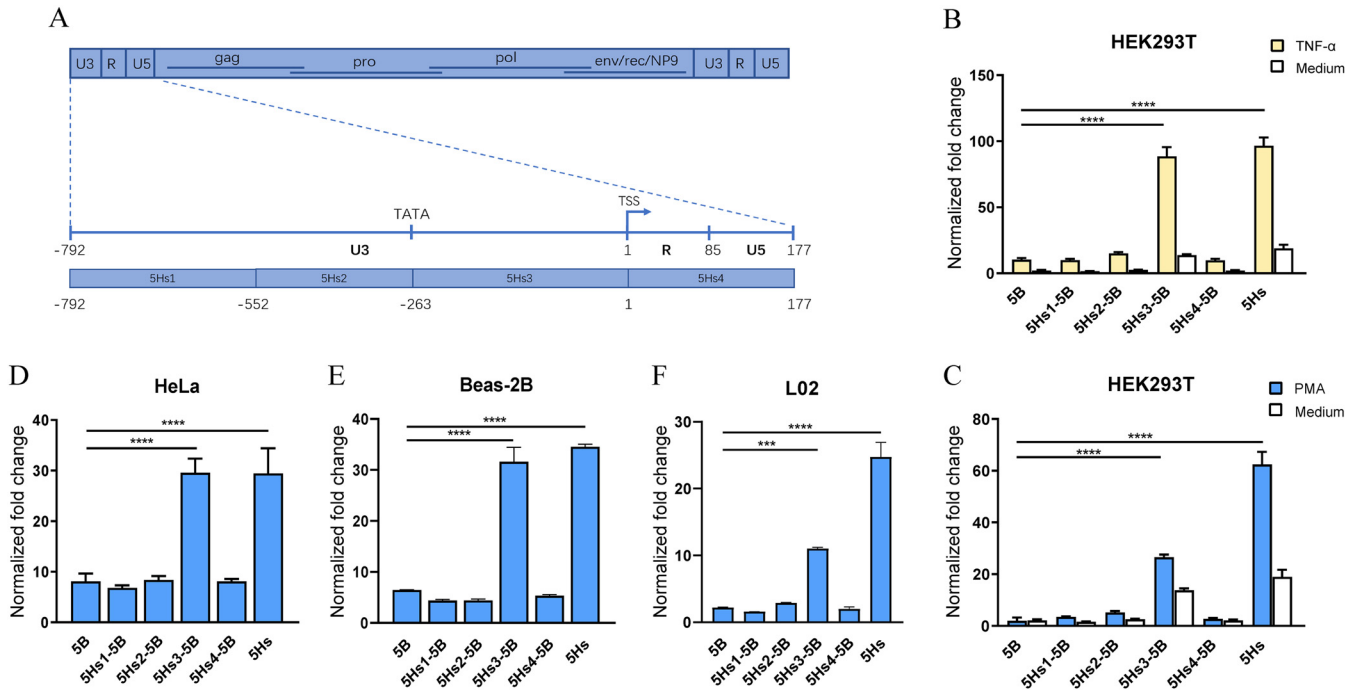 A
U3 R U5 gag pro pol env/rec/NP9 U3 R U5
TATA
TSS
-792 U3 1 R 85 U5 177
5Hs1 5Hs2 5Hs3 5Hs4
-792 -552 -263 1 177
B
HEK293T
TNF-α
Medium
Normalized fold change
150
100
50
0
****
****
5B 5Hs1-5B 5Hs2-5B 5Hs3-5B 5Hs4-5B 5Hs
D
HeLa
Normalized fold change
40
30
20
10
0
****
****
5B 5Hs1-5B 5Hs2-5B 5Hs3-5B 5Hs4-5B 5Hs
E
Beas-2B
Normalized fold change
40
30
20
10
0
****
****
5B 5Hs1-5B 5Hs2-5B 5Hs3-5B 5Hs4-5B 5Hs
F
L02
Normalized fold change
30
20
10
0
****
***
5B 5Hs1-5B 5Hs2-5B 5Hs3-5B 5Hs4-5B 5Hs
C
HEK293T
PMA
Medium
Normalized fold change
80
60
40
20
0
****
****
5B 5Hs1-5B 5Hs2-5B 5Hs3-5B 5Hs4-5B 5Hs